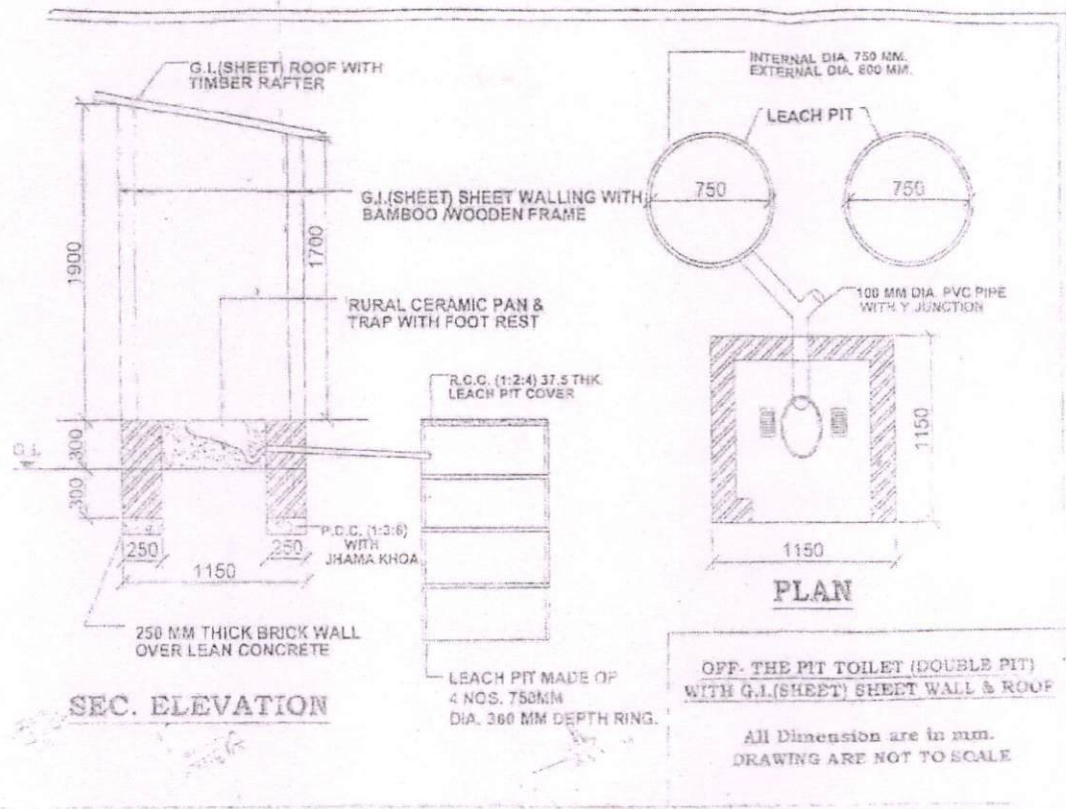 G.I.(SHEET) ROOF WITH
TIMBER RAFTER
INTERNAL DIA. 750 MM.
EXTERNAL DIA. 800 MM.
LEACH PIT
750
750
G.I.(SHEET) SHEET WALLING WITH
BAMBOO /WOODEN FRAME
1900
1700
RURAL CERAMIC PAN &
TRAP WITH FOOT REST
100 MM DIA. PVC PIPE
WITH Y JUNCTION
R.C.C. (1:2:4) 37.5 THK.
LEACH PIT COVER
1150
G.L.
300
300
250
250
1150
P.C.C. (1:3:6)
WITH
JHAMA KHOA
1150
PLAN
250 MM THICK BRICK WALL
OVER LEAN CONCRETE
LEACH PIT MADE OF
4 NOS. 750MM
DIA. 360 MM DEPTH RING.
SEC. ELEVATION
OFF- THE PIT TOILET (DOUBLE PIT)
WITH G.I.(SHEET) SHEET WALL & ROOF
All Dimension are in mm.
DRAWING ARE NOT TO SCALE